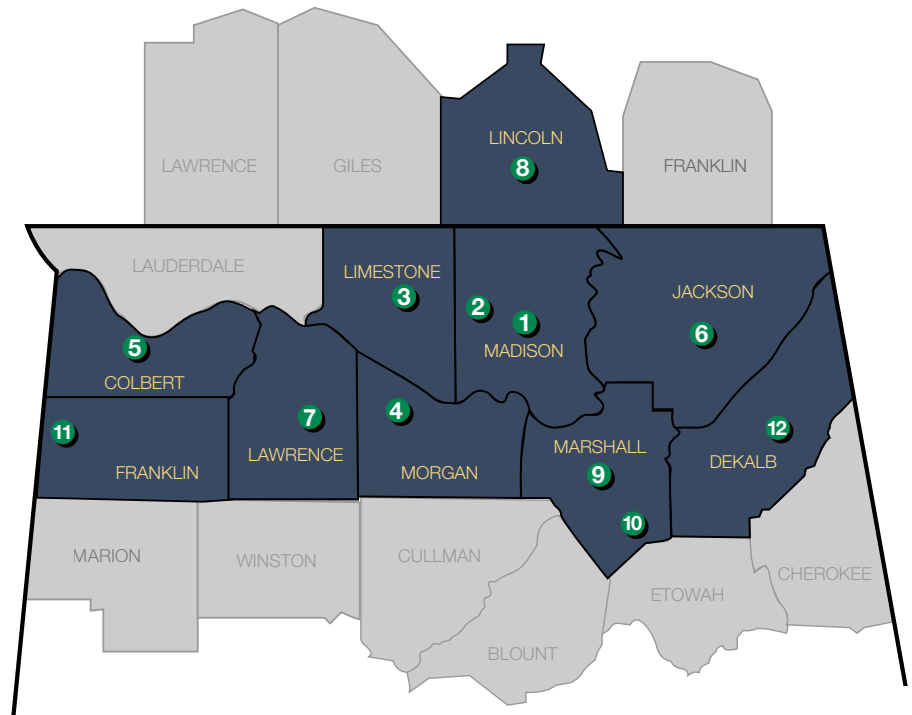 LINCOLN
8
LAWRENCE
GILES
FRANKLIN
LAUDERDALE
LIMESTONE
3
2
1
MADISON
JACKSON
6
5
COLBERT
11
FRANKLIN
7
LAWRENCE
4
MORGAN
MARSHALL
9
10
12
DEKALB
MARION
WINSTON
CULLMAN
BLOUNT
ETOWAH
CHEROKEE